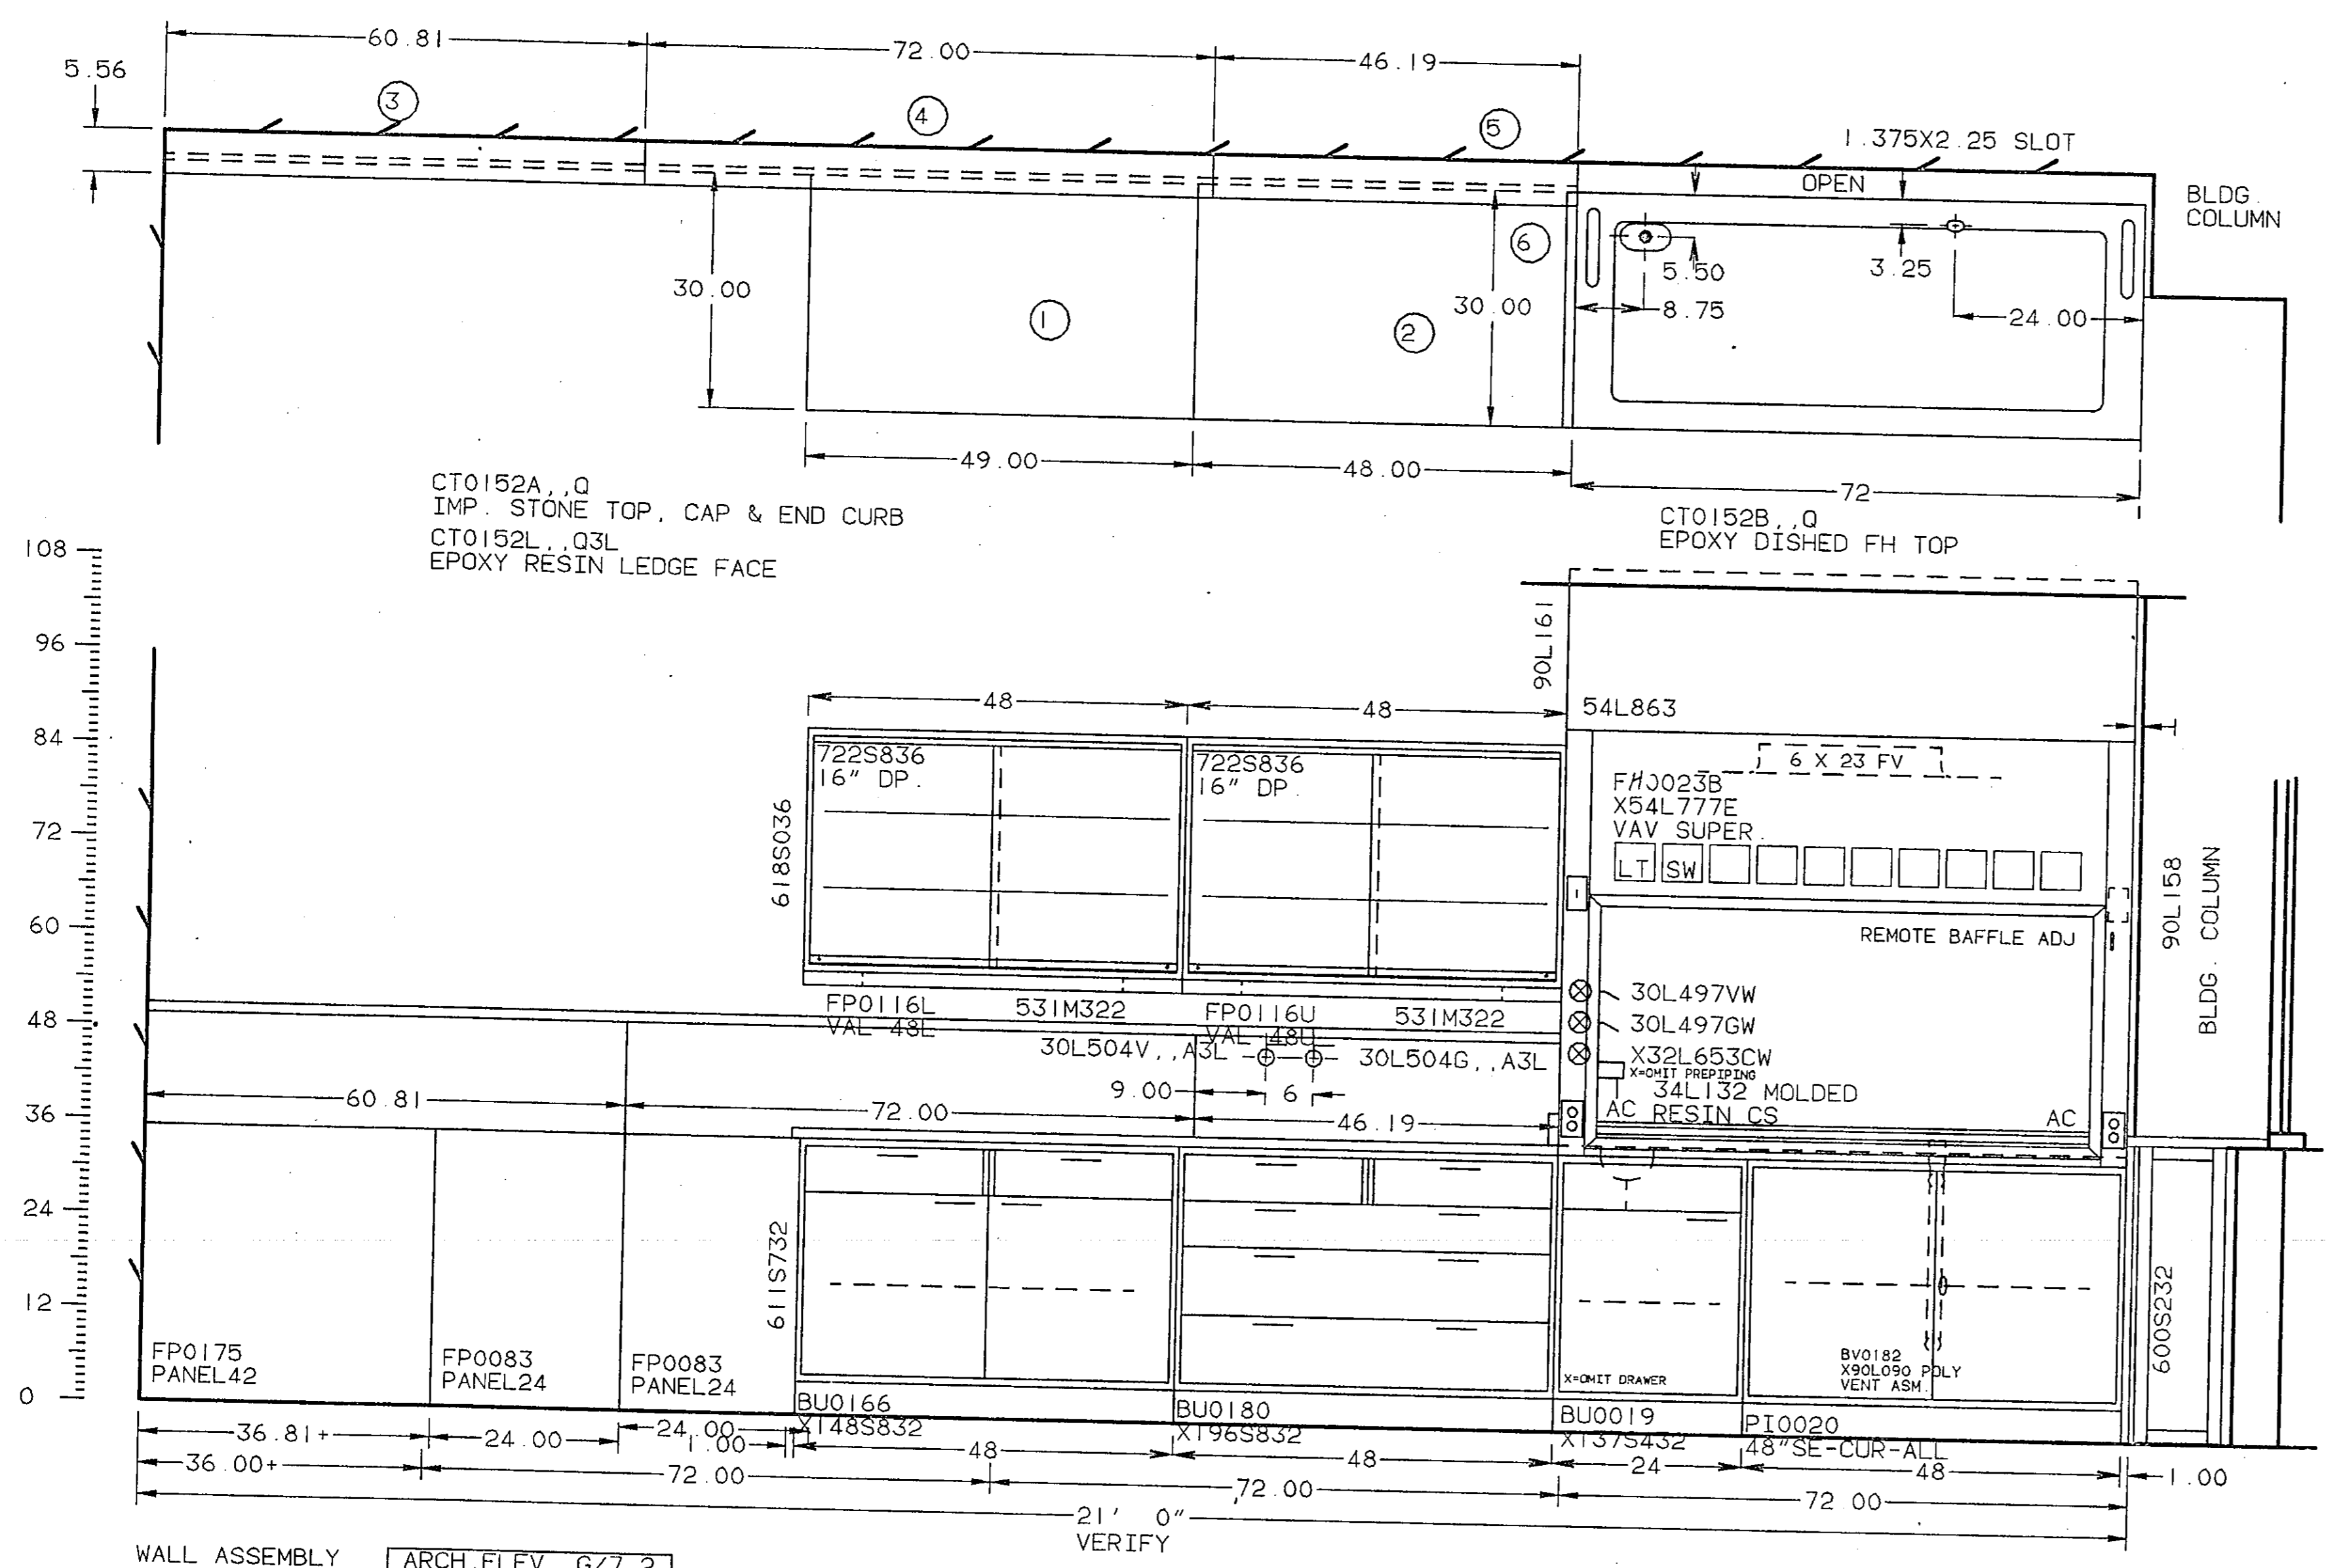 60.81
72.00
46.19
5.56
3
4
5
1.375X2.25 SLOT
OPEN
BLDG.
COLUMN
6
30.00
1
2
30.00
5.50
8.75
3.25
24.00
49.00
48.00
72
CT0152A,,Q
IMP. STONE TOP, CAP & END CURB
CT0152L,,Q3L
EPOXY RESIN LEDGE FACE
CT0152B,,Q
EPOXY DISHED FH TOP
108
96
84
72
60
48
36
24
12
0
90L161
48
48
54L863
722S836
16" DP.
722S836
16" DP.
6 X 23 FV
FH0023B
X54L777E
VAV SUPER.
LT
SW
618S036
REMOTE BAFFLE ADJ
90L158
BLDG. COLUMN
FP0116L
VAL 48L
531M322
FP0116U
VAL 48U
531M322
30L497VW
30L497GW
X32L653CW
X=OMIT PREPIPING
34L132 MOLDED
RESIN CS
30L504V,,A3L
30L504G,,A3L
9.00
6
60.81
72.00
46.19
AC
AC
611S732
600S232
FP0175
PANEL42
FP0083
PANEL24
FP0083
PANEL24
X=OMIT DRAWER
BV0182
X90L090 POLY
VENT ASM.
BU0166
X148S832
BU0180
X196S832
BU0019
X137S432
PI0020
48"SE-CUR-ALL
36.81+
24.00
24.00
1.00
48
48
24
48
1.00
36.00+
72.00
72.00
72.00
21' 0"
VERIFY
WALL ASSEMBLY
ARCH.ELEV. G/7.2